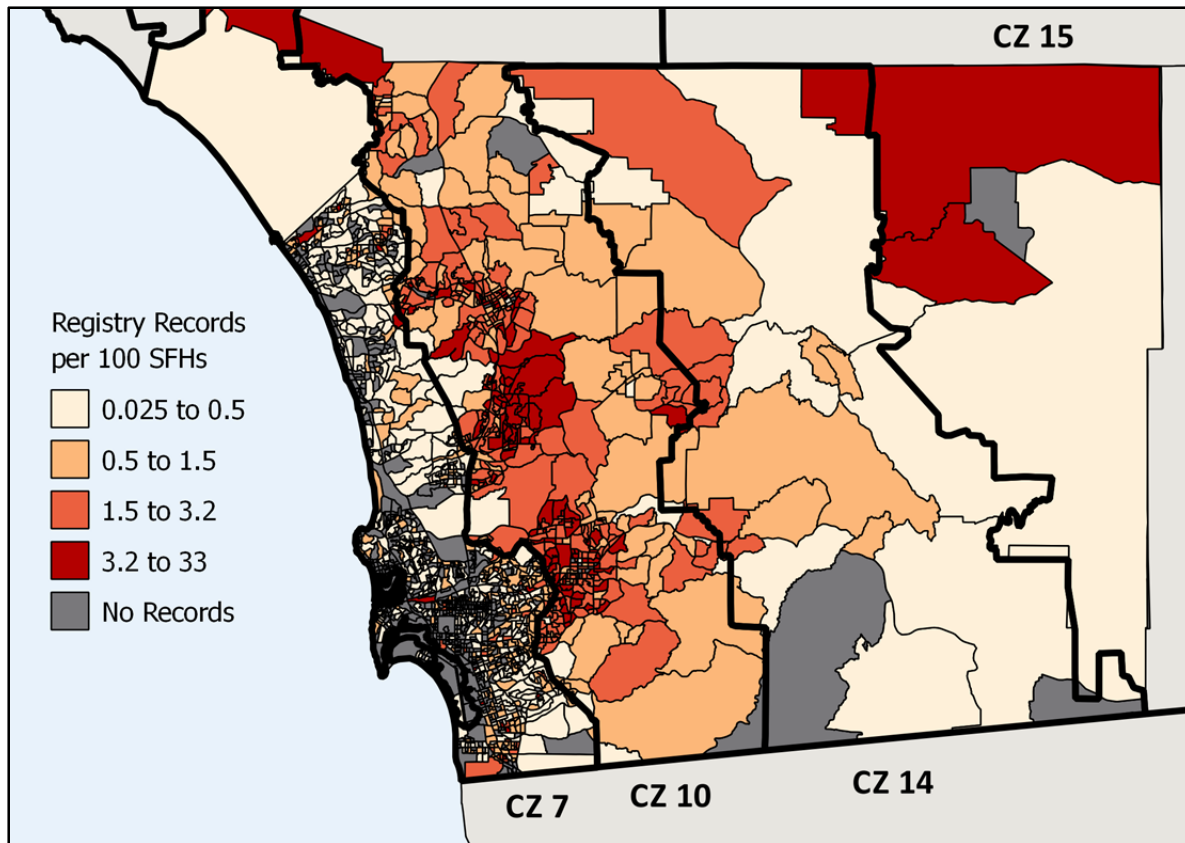 CZ 15
Registry Records
per 100 SFHs
0.025 to 0.5
0.5 to 1.5
1.5 to 3.2
3.2 to 33
No Records
CZ 7
CZ 10
CZ 14